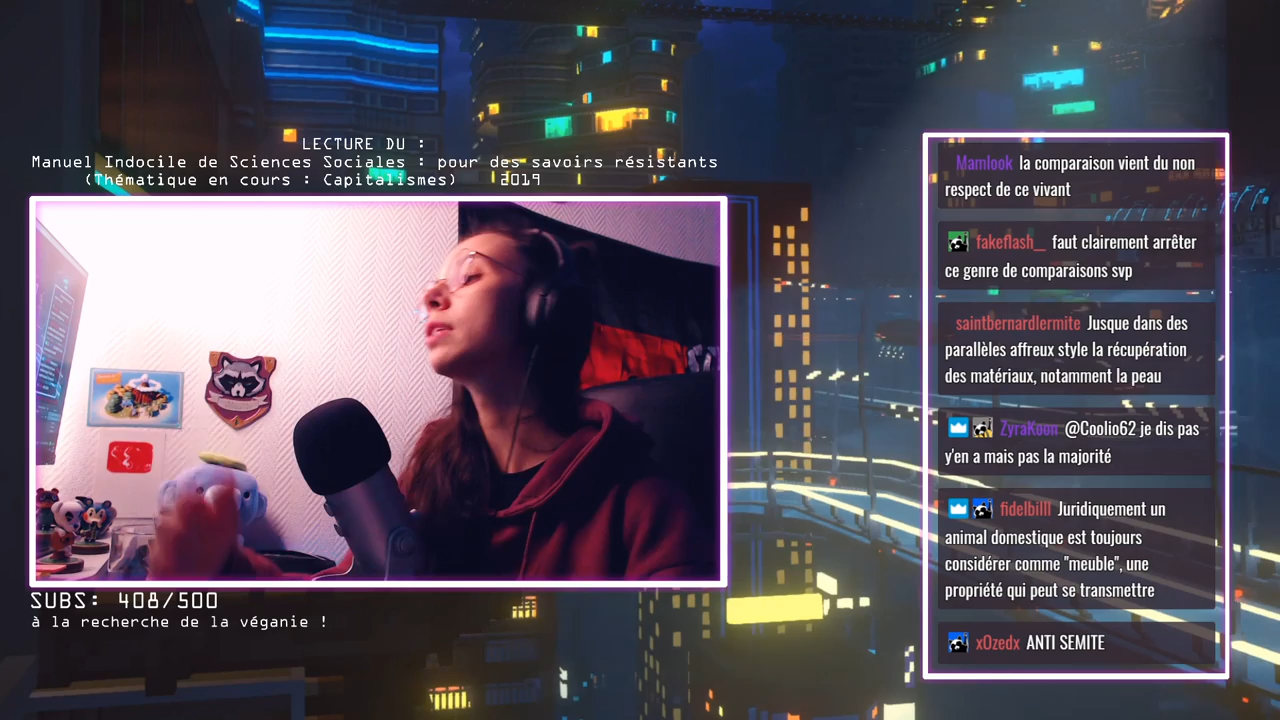 LECTURE DU :
Manuel Indocile de Sciences Sociales : pour des savoirs résistants
(Thématique en cours : Capitalismes) 2019
Mamlook la comparaison vient du non
respect de ce vivant
fakeflash__ faut clairement arrêter
ce genre de comparaisons svp
saintbernardlermite Jusque dans des
parallèles affreux style la récupération
des matériaux, notamment la peau
ZyraKoon @Coolio62 je dis pas
y'en a mais pas la majorité
fidelbilll Juridiquement un
animal domestique est toujours
considérer comme "meuble", une
propriété qui peut se transmettre
xOzedx ANTI SEMITE
SUBS: 408/500
à la recherche de la véganie !